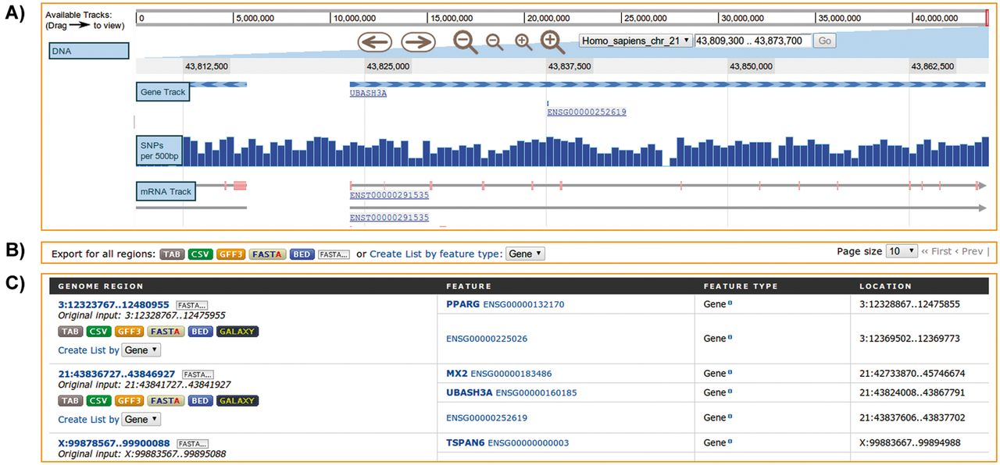 A)
Available Tracks:
(Drag → to view)
0 5,000,000 10,000,000 15,000,000 20,000,000 25,000,000 30,000,000 35,000,000 40,000,000
DNA
Homo_sapiens_chr_21 43,809,300 .. 43,873,700 Go
43,812,500 43,825,000 43,837,500 43,850,000 43,862,500
Gene Track
UBASH3A
ENSG00000252619
SNPs
per 500bp
mRNA Track
ENST00000291535
ENST00000291535
B)
Export for all regions: TAB CSV GFF3 FASTA BED FASTA... or Create List by feature type: Gene Page size 10 ‹‹ First ‹ Prev |
C)
GENOME REGION FEATURE FEATURE TYPE LOCATION
3:12323767..12480955 FASTA... PPARG ENSG00000132170 Gene 3:12328867..12475855
Original input: 3:12328767..12475955
TAB CSV GFF3 FASTA BED GALAXY
ENSG00000225026 Gene 3:12369502..12369773
Create List by Gene
21:43836727..43846927 FASTA... MX2 ENSG00000183486 Gene 21:42733870..45746674
Original input: 21:43841727..43841927
UBASH3A ENSG00000160185 Gene 21:43824008..43867791
TAB CSV GFF3 FASTA BED GALAXY
Create List by Gene ENSG00000252619 Gene 21:43837606..43837702
X:99878567..99900088 FASTA... TSPAN6 ENSG00000000003 Gene X:99883667..99894988
Original input: X:99883567..99895088